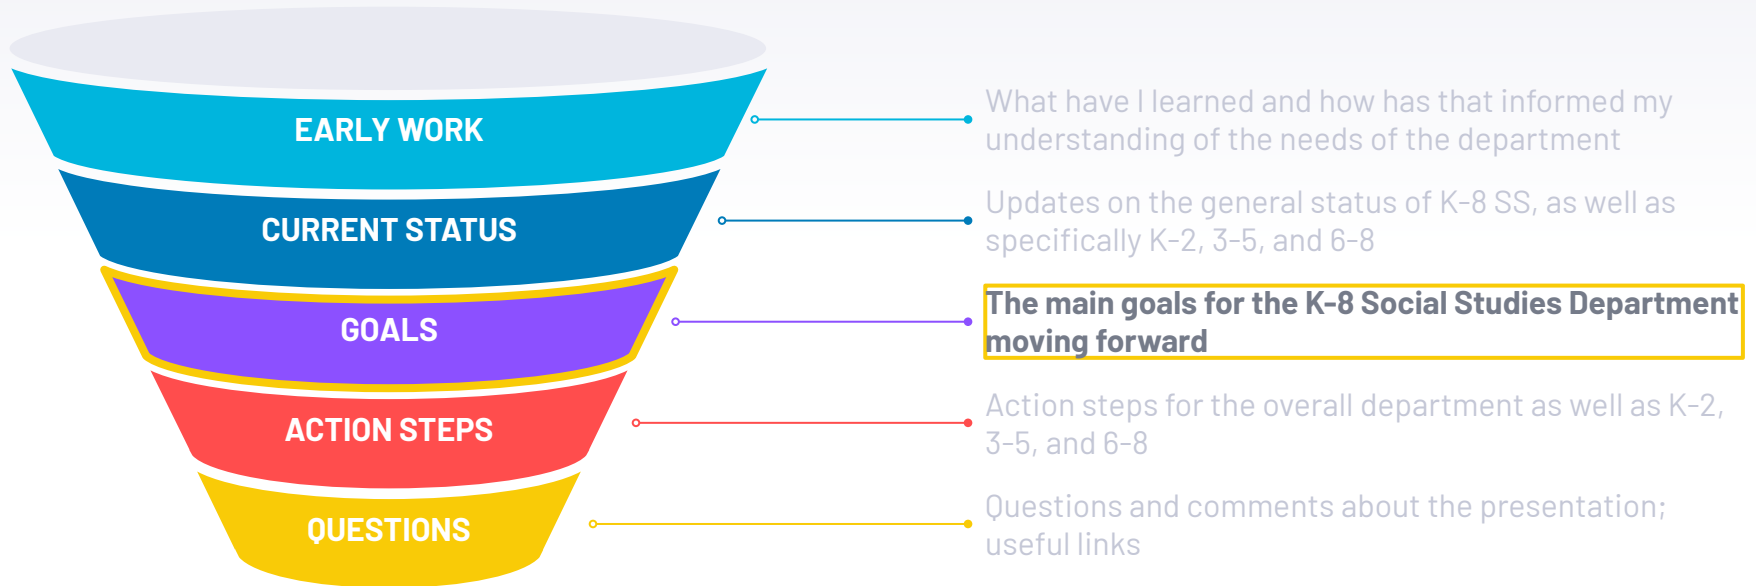 EARLY WORK
What have I learned and how has that informed my
understanding of the needs of the department
CURRENT STATUS
Updates on the general status of K-8 SS, as well as
specifically K-2, 3-5, and 6-8
GOALS
The main goals for the K-8 Social Studies Department
moving forward
ACTION STEPS
Action steps for the overall department as well as K-2,
3-5, and 6-8
QUESTIONS
Questions and comments about the presentation;
useful links